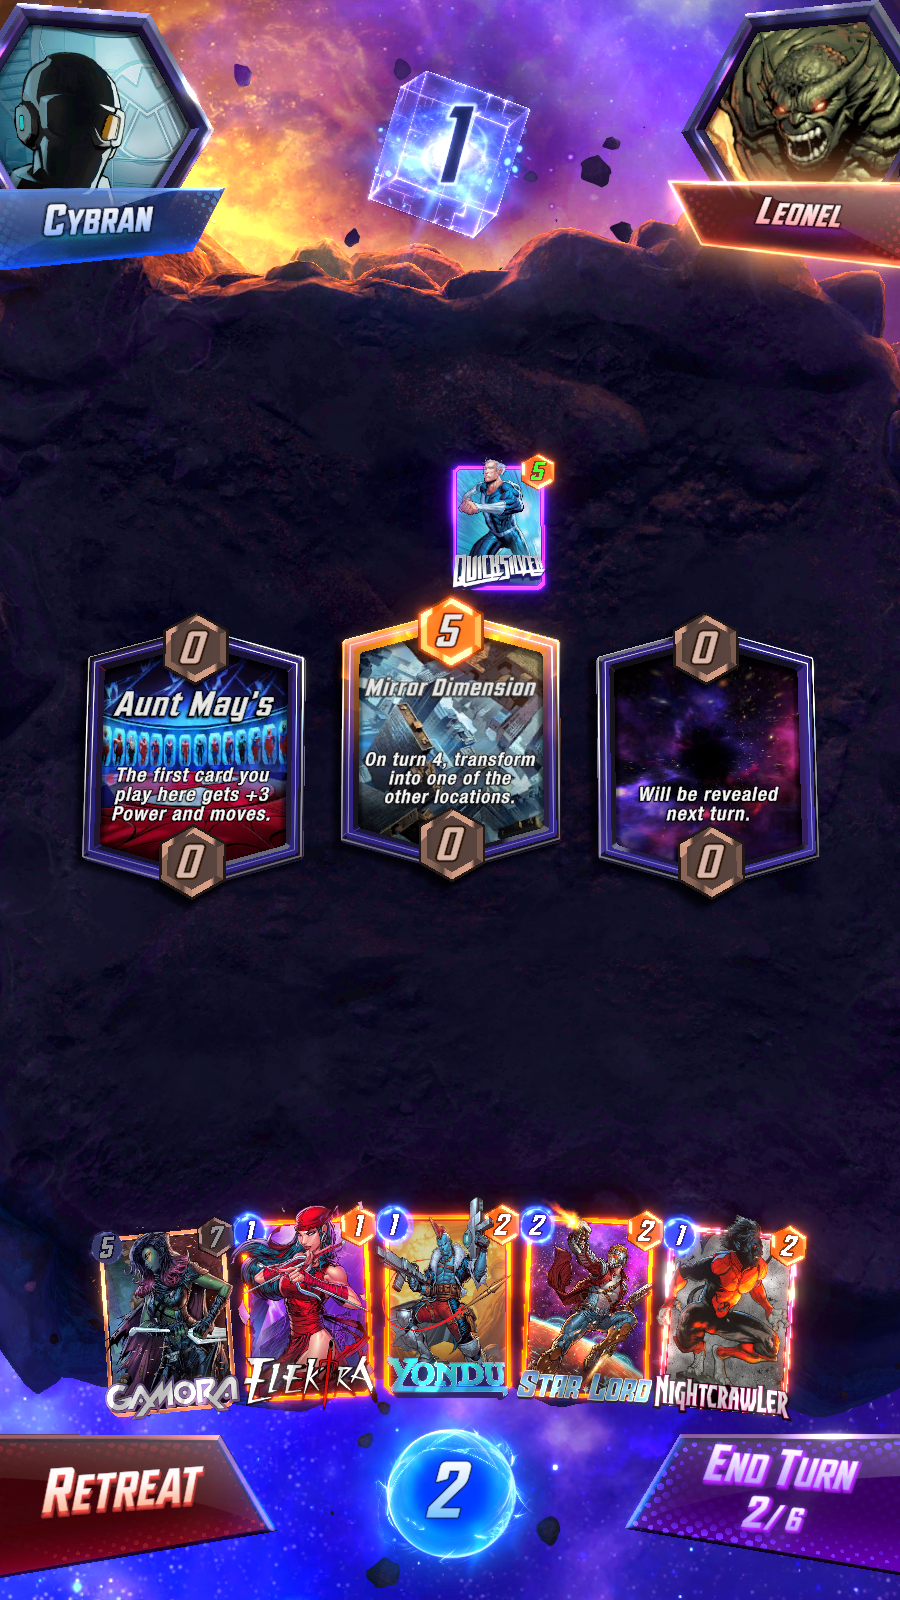 1
CYBRAN
LEONEL
5
QUICKSILVER
0
5
0
Aunt May's
The first card you
play here gets +3
Power and moves.
Mirror Dimension
On turn 4, transform
into one of the
other locations.
Will be revealed
next turn.
0
0
0
5
7
GAMORA
1
1
ELEKTRA
1
2
YONDU
2
2
STAR LORD
1
2
NIGHTCRAWLER
RETREAT
2
END TURN
2/6